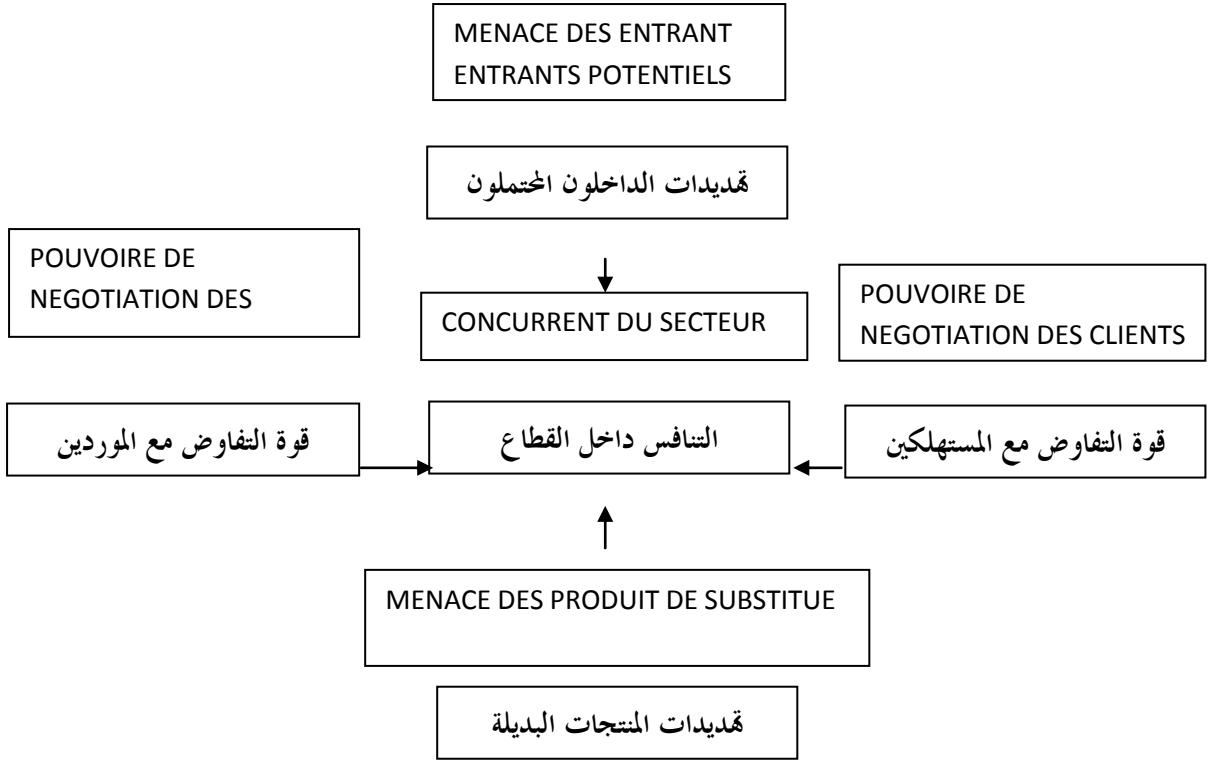 MENACE DES ENTRANT
ENTRANTS POTENTIELS
تهديدات الداخلون المحتملون
POUVOIRE DE
NEGOTIATION DES
CONCURRENT DU SECTEUR
POUVOIRE DE
NEGOTIATION DES CLIENTS
قوة التفاوض مع الموردين
التنافس داخل القطاع
قوة التفاوض مع المستهلكين
MENACE DES PRODUIT DE SUBSTITUE
تهديدات المنتجات البديلة